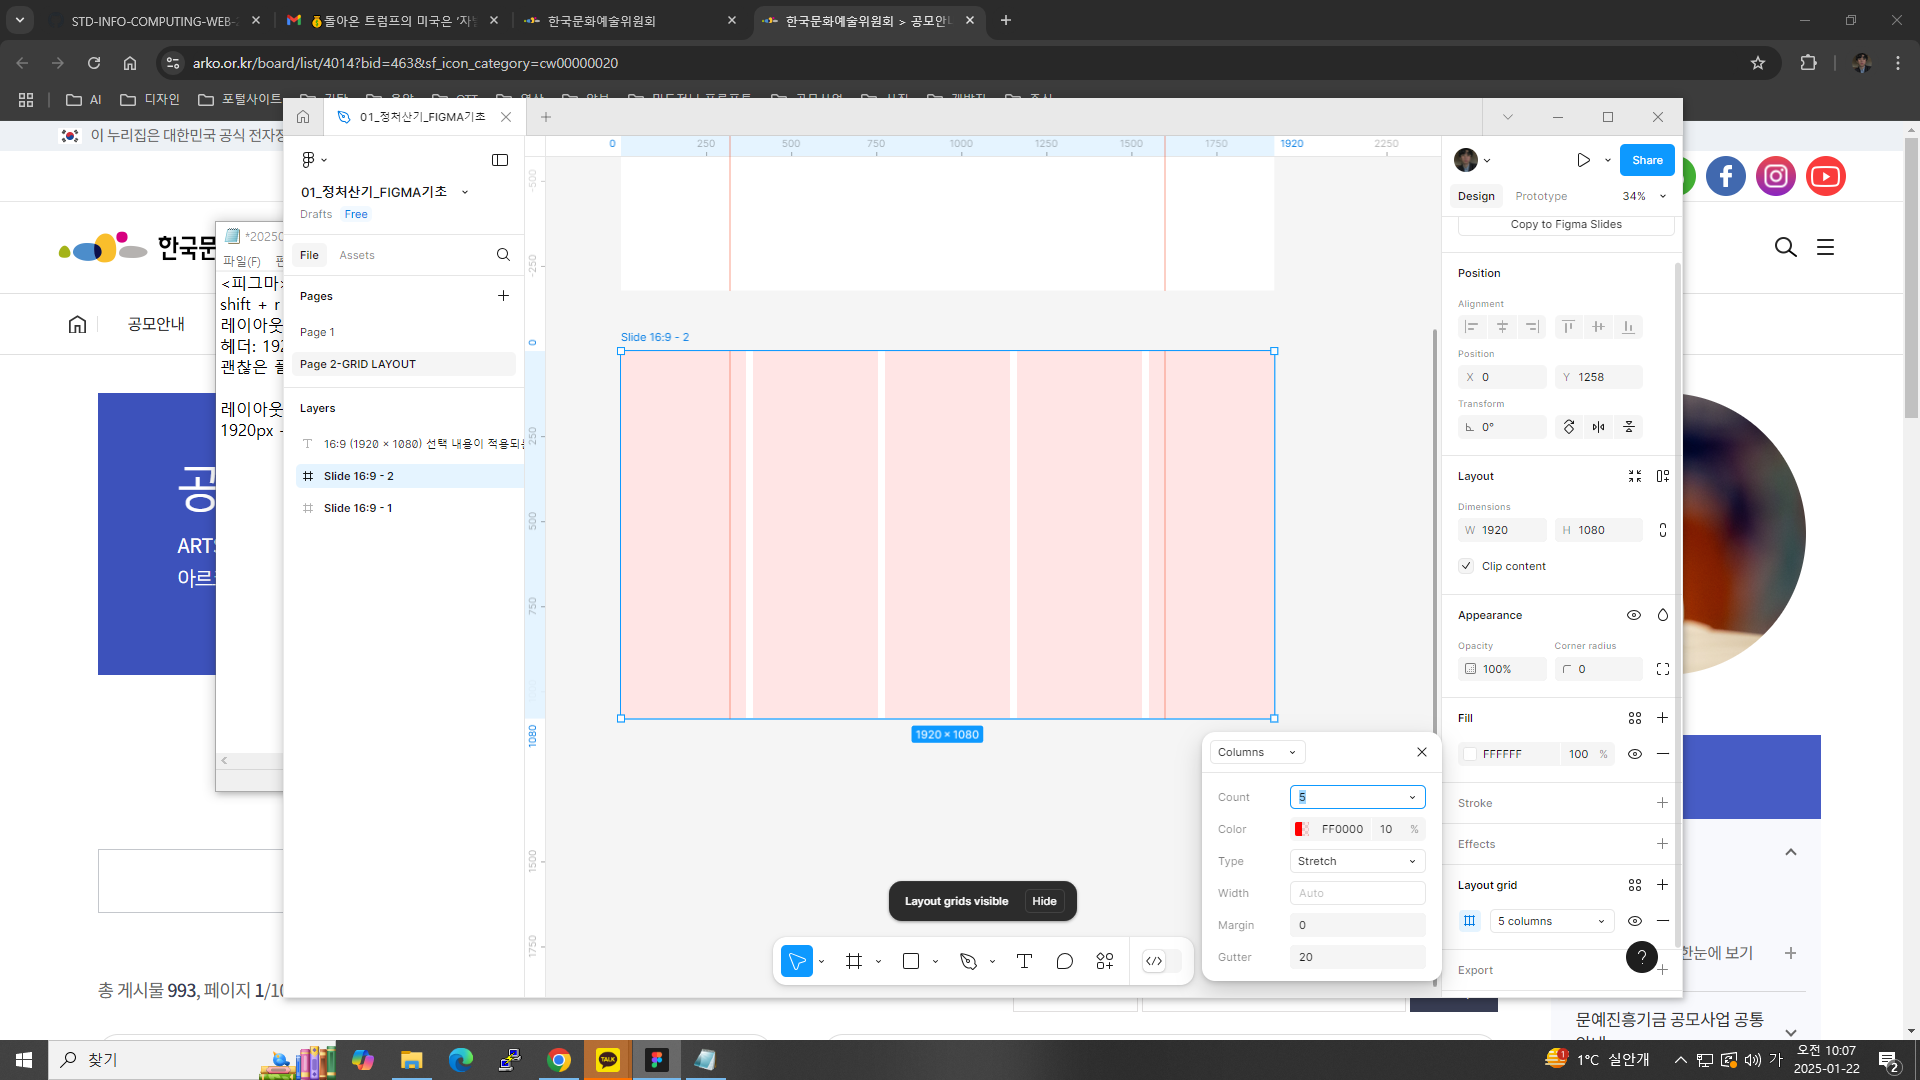 STD-INFO-COMPUTING-WEB-
💰돌아온 트럼프의 미국은
한국문화예술위원회
한국문화예술위원회 > 공모안
arko.or.kr/board/list/4014?bid=463&sf_icon_category=cw00000020
AI
디자인
포털사이트
이 누리집은 대한민국 공식 전자정
01_정처산기_FIGMA기초
한국문
공모안내
공
ARTS
아르
총 게시물 993, 페이지 1/10
파일(F)
<피그마>
shift + r
레이아웃
헤더: 192
괜찮은
레이아웃
1920px -
01_정처산기_FIGMA기초
Drafts Free
File Assets
Pages
Page 1
Page 2-GRID LAYOUT
Layers
16:9 (1920 × 1080) 선택 내용이 적용되는
Slide 16:9 - 2
Slide 16:9 - 1
0 250 500 750 1000 1250 1500 1750 1920 2250
-500
-250
0
250
500
750
1080
1500
1750
Slide 16:9 - 2
1920 × 1080
Layout grids visible Hide
Columns
Count 5
Color FF0000 10 %
Type Stretch
Width Auto
Margin 0
Gutter 20
Share
Design Prototype 34%
Copy to Figma Slides
Position
Alignment
Position
X 0 Y 1258
Transform
0°
Layout
Dimensions
W 1920 H 1080
Clip content
Appearance
Opacity Corner radius
100% 0
Fill
FFFFFF 100 %
Stroke
Effects
Layout grid
5 columns
Export
?
한눈에 보기
문예진흥기금 공모사업 공통
찾기
TALK
1
1°C 실안개
가
오전 10:07
2025-01-22
2